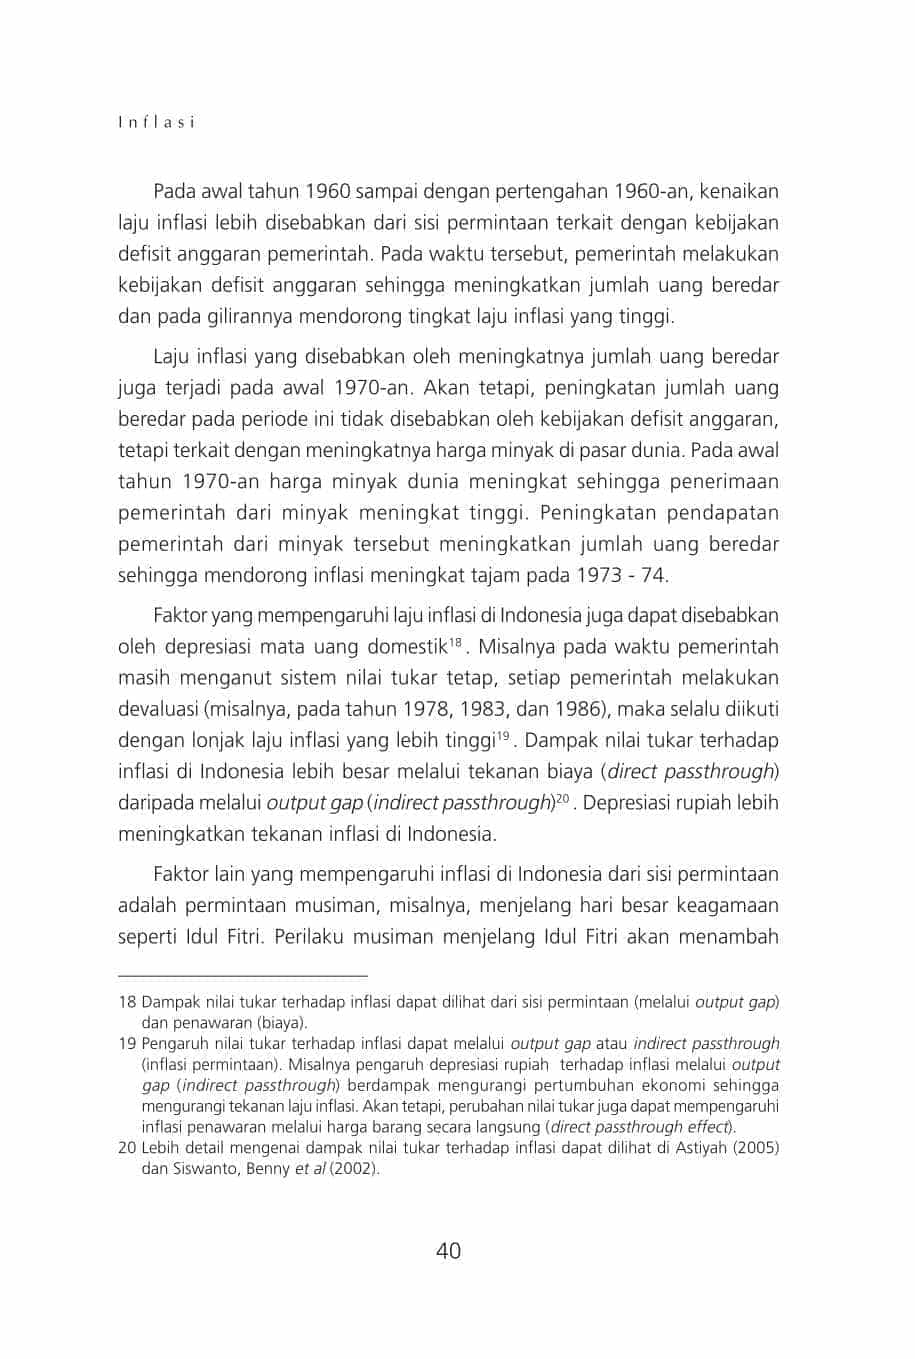 Inflasi
Pada awal tahun 1960 sampai dengan pertengahan 1960-an, kenaikan
laju inflasi lebih disebabkan dari sisi permintaan terkait dengan kebijakan
defisit anggaran pemerintah. Pada waktu tersebut, pemerintah melakukan
kebijakan defisit anggaran sehingga meningkatkan jumlah uang beredar
dan pada gilirannya mendorong tingkat laju inflasi yang tinggi.
Laju inflasi yang disebabkan oleh meningkatnya jumlah uang beredar
juga terjadi pada awal 1970-an. Akan tetapi, peningkatan jumlah uang
beredar pada periode ini tidak disebabkan oleh kebijakan defisit anggaran,
tetapi terkait dengan meningkatnya harga minyak di pasar dunia. Pada awal
tahun 1970-an harga minyak dunia meningkat sehingga penerimaan
pemerintah dari minyak meningkat tinggi. Peningkatan pendapatan
pemerintah dari minyak tersebut meningkatkan jumlah uang beredar
sehingga mendorong inflasi meningkat tajam pada 1973 - 74.
Faktor yang mempengaruhi laju inflasi di Indonesia juga dapat disebabkan
oleh depresiasi mata uang domestik18 . Misalnya pada waktu pemerintah
masih menganut sistem nilai tukar tetap, setiap pemerintah melakukan
devaluasi (misalnya, pada tahun 1978, 1983, dan 1986), maka selalu diikuti
dengan lonjak laju inflasi yang lebih tinggi19 . Dampak nilai tukar terhadap
inflasi di Indonesia lebih besar melalui tekanan biaya (direct passthrough)
daripada melalui output gap (indirect passthrough)20 . Depresiasi rupiah lebih
meningkatkan tekanan inflasi di Indonesia.
Faktor lain yang mempengaruhi inflasi di Indonesia dari sisi permintaan
adalah permintaan musiman, misalnya, menjelang hari besar keagamaan
seperti Idul Fitri. Perilaku musiman menjelang Idul Fitri akan menambah
18 Dampak nilai tukar terhadap inflasi dapat dilihat dari sisi permintaan (melalui output gap)
dan penawaran (biaya).
19 Pengaruh nilai tukar terhadap inflasi dapat melalui output gap atau indirect passthrough
(inflasi permintaan). Misalnya pengaruh depresiasi rupiah terhadap inflasi melalui output
gap (indirect passthrough) berdampak mengurangi pertumbuhan ekonomi sehingga
mengurangi tekanan laju inflasi. Akan tetapi, perubahan nilai tukar juga dapat mempengaruhi
inflasi penawaran melalui harga barang secara langsung (direct passthrough effect).
20 Lebih detail mengenai dampak nilai tukar terhadap inflasi dapat dilihat di Astiyah (2005)
dan Siswanto, Benny et al (2002).
40